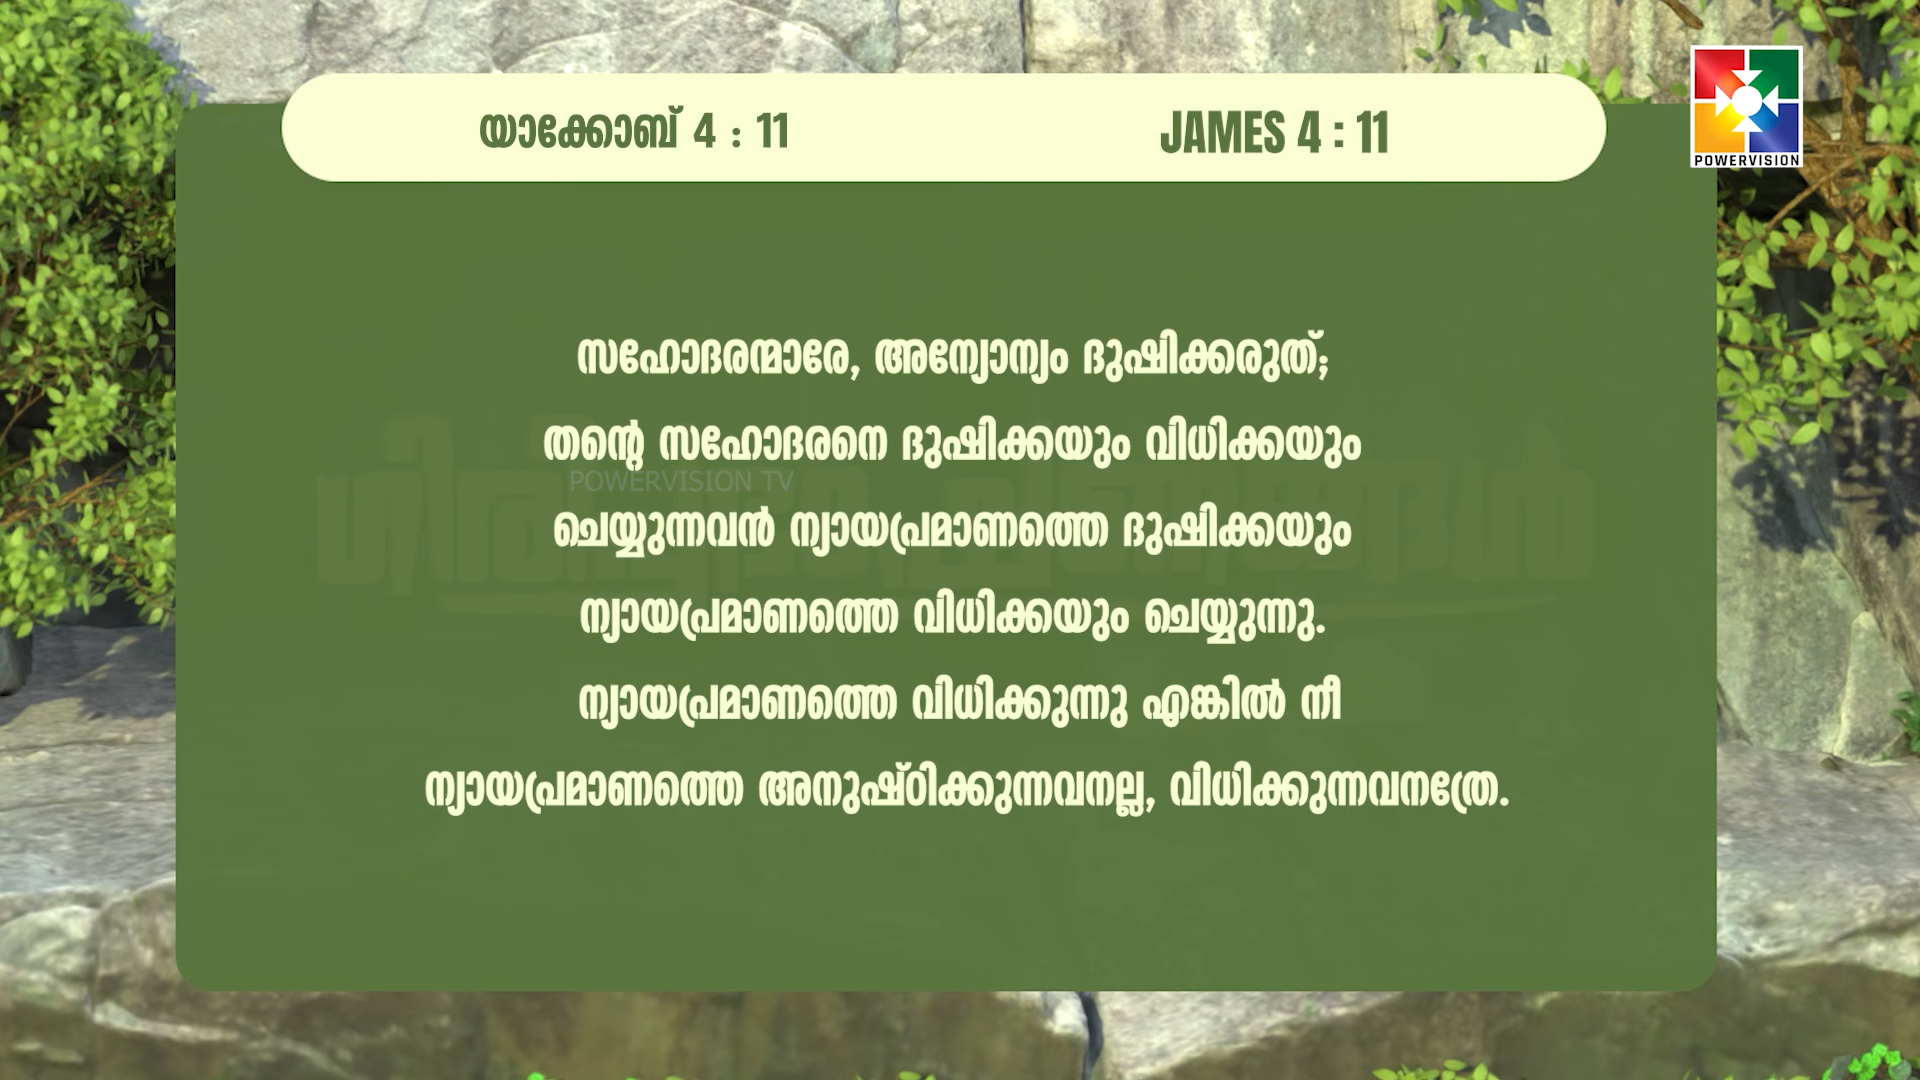 യാക്കോബ് 4 : 11
JAMES 4 : 11
POWERVISION
സഹോദരന്മാരേ, അന്യോന്യം ദുഷിക്കരുത്;
തന്റെ സഹോദരനെ ദുഷിക്കയും വിധിക്കയും
POWERVISION TV
ചെയ്യുന്നവൻ ന്യായപ്രമാണത്തെ ദുഷിക്കയും
ന്യായപ്രമാണത്തെ വിധിക്കയും ചെയ്യുന്നു.
ന്യായപ്രമാണത്തെ വിധിക്കുന്നു എങ്കിൽ നീ
ന്യായപ്രമാണത്തെ അനുഷ്ഠിക്കുന്നവനല്ല, വിധിക്കുന്നവനത്രേ.